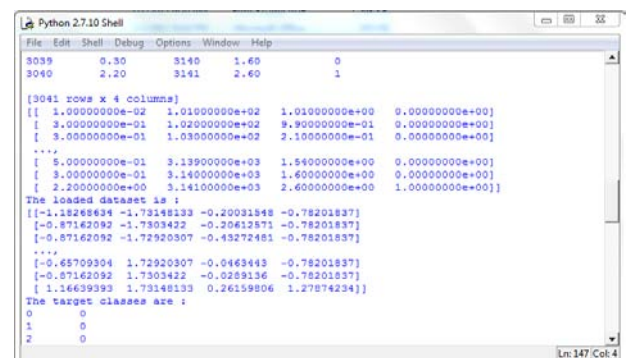 Python 2.7.10 Shell
File Edit Shell Debug Options Window Help
3039 0.30 3140 1.60 0
3040 2.20 3141 2.60 1
[3041 rows x 4 columns]
[[ 1.00000000e-02 1.01000000e+02 1.01000000e+00 0.00000000e+00]
[ 3.00000000e-01 1.02000000e+02 9.90000000e-01 0.00000000e+00]
[ 3.00000000e-01 1.03000000e+02 2.10000000e-01 0.00000000e+00]
...,
[ 5.00000000e-01 3.13900000e+03 1.54000000e+00 0.00000000e+00]
[ 3.00000000e-01 3.14000000e+03 1.60000000e+00 0.00000000e+00]
[ 2.20000000e+00 3.14100000e+03 2.60000000e+00 1.00000000e+00]]
The loaded dataset is :
[[-1.18268634 -1.73148133 -0.20031548 -0.78201837]
[-0.87162092 -1.7303422 -0.20612571 -0.78201837]
[-0.87162092 -1.72920307 -0.43272481 -0.78201837]
...,
[-0.65709304 1.72920307 -0.0463443 -0.78201837]
[-0.87162092 1.7303422 -0.0289136 -0.78201837]
[ 1.16639393 1.73148133 0.26159806 1.27874234]]
The target classes are :
0 0
1 0
2 0
Ln: 147 Col: 4